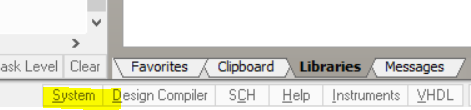 ask Level Clear Favorites Clipboard Libraries Messages
System Design Compiler SCH Help Instruments VHDL